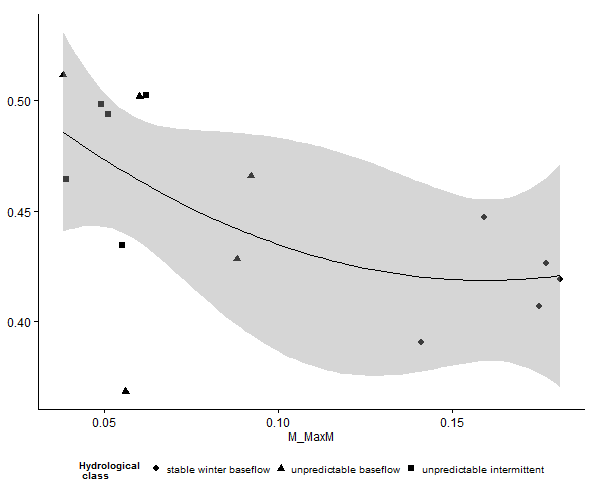 0.50
0.45
0.40
0.05 0.10 0.15
M_MaxM
Hydrological
class
stable winter baseflow unpredictable baseflow unpredictable intermittent